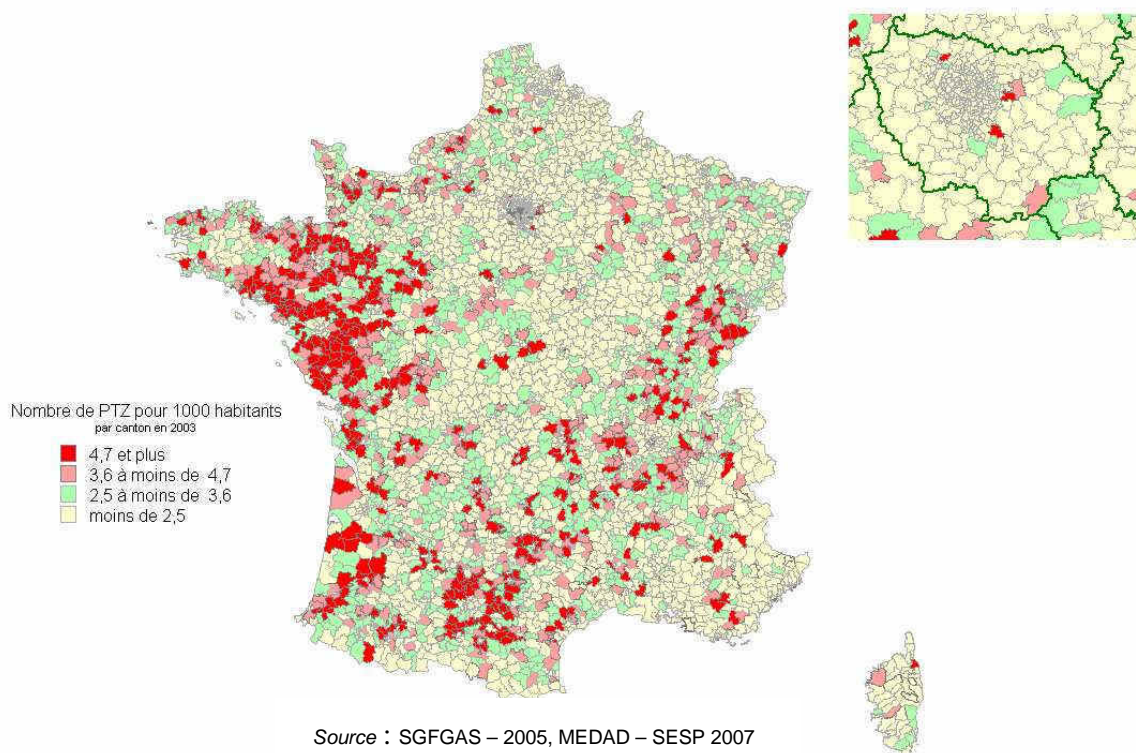 Nombre de PTZ pour 1000 habitants
par canton en 2003
4,7 et plus
3,6 à moins de 4,7
2,5 à moins de 3,6
moins de 2,5
Source : SGFGAS – 2005, MEDAD – SESP 2007